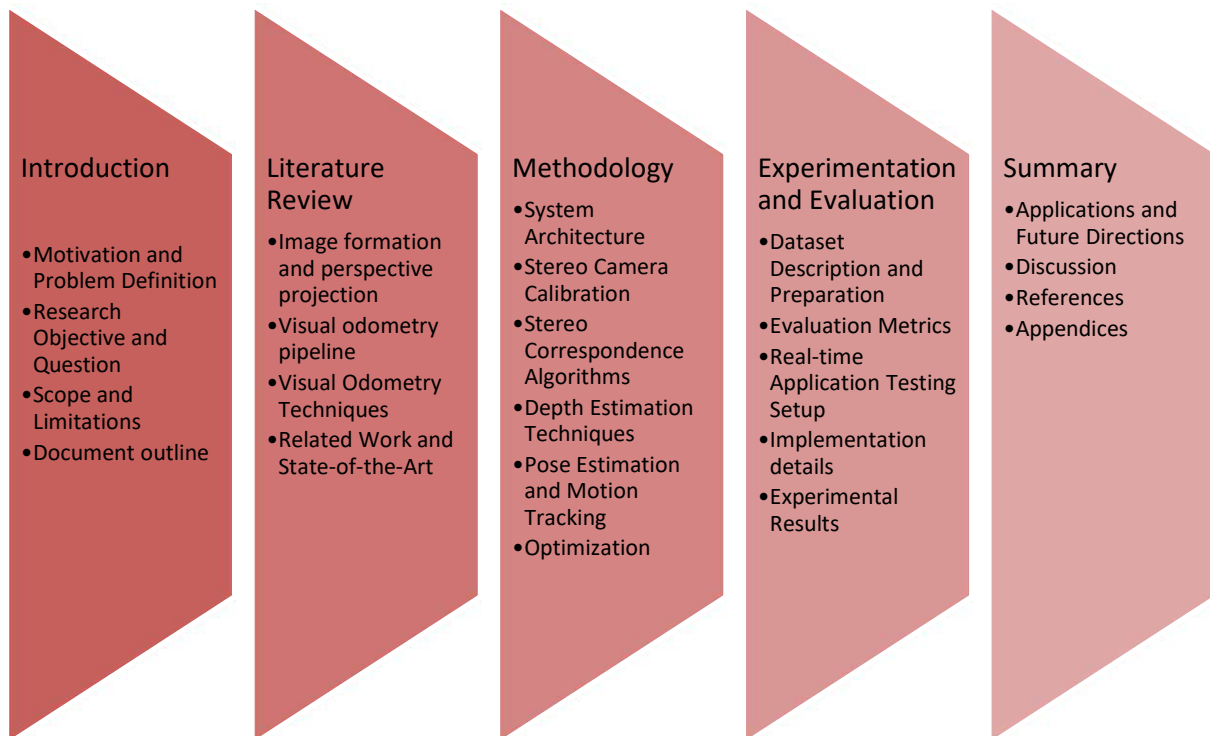 Introduction
•Motivation and
Problem Definition
•Research
Objective and
Question
•Scope and
Limitations
•Document outline
Literature
Review
•Image formation
and perspective
projection
•Visual odometry
pipeline
•Visual Odometry
Techniques
•Related Work and
State-of-the-Art
Methodology
•System
Architecture
•Stereo Camera
Calibration
•Stereo
Correspondence
Algorithms
•Depth Estimation
Techniques
•Pose Estimation
and Motion
Tracking
•Optimization
Experimentation
and Evaluation
•Dataset
Description and
Preparation
•Evaluation Metrics
•Real-time
Application Testing
Setup
•Implementation
details
•Experimental
Results
Summary
•Applications and
Future Directions
•Discussion
•References
•Appendices